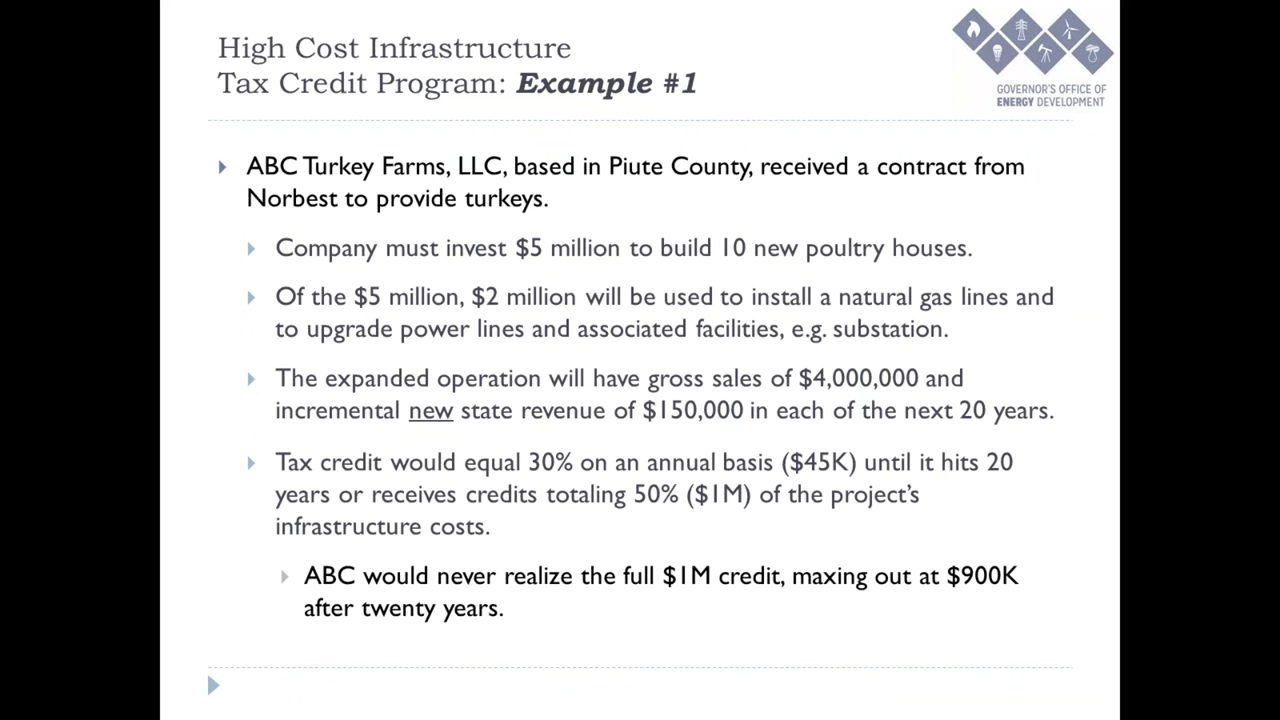 High Cost Infrastructure
Tax Credit Program: Example #1
GOVERNOR'S OFFICE OF
ENERGY DEVELOPMENT
ABC Turkey Farms, LLC, based in Piute County, received a contract from
Norbest to provide turkeys.
Company must invest $5 million to build 10 new poultry houses.
Of the $5 million, $2 million will be used to install a natural gas lines and
to upgrade power lines and associated facilities, e.g. substation.
The expanded operation will have gross sales of $4,000,000 and
incremental new state revenue of $150,000 in each of the next 20 years.
Tax credit would equal 30% on an annual basis ($45K) until it hits 20
years or receives credits totaling 50% ($1M) of the project's
infrastructure costs.
ABC would never realize the full $1M credit, maxing out at $900K
after twenty years.